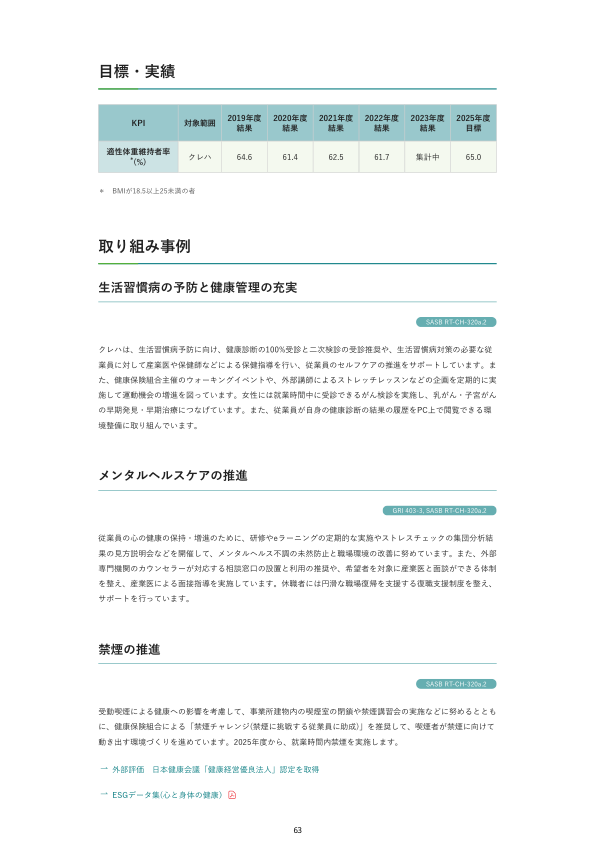 目標・実績
KPI 対象範囲 2019年度 結果 2020年度 結果 2021年度 結果 2022年度 結果 2023年度 結果 2025年度 目標
適性体重維持者率 *(%) クレハ 64.6 61.4 62.5 61.7 集計中 65.0
* BMIが18.5以上25未満の者
取り組み事例
生活習慣病の予防と健康管理の充実
SASB RT-CH-320a.2
クレハは、生活習慣病予防に向け、健康診断の100%受診と二次検診の受診推奨や、生活習慣病対策の必要な従
業員に対して産業医や保健師などによる保健指導を行い、従業員のセルフケアの推進をサポートしています。ま
た、健康保険組合主催のウォーキングイベントや、外部講師によるストレッチレッスンなどの企画を定期的に実
施して運動機会の増進を図っています。女性には就業時間中に受診できるがん検診を実施し、乳がん・子宮がん
の早期発見・早期治療につなげています。また、従業員が自身の健康診断の結果の履歴をPC上で閲覧できる環
境整備に取り組んでいます。
メンタルヘルスケアの推進
GRI 403-3, SASB RT-CH-320a.2
従業員の心の健康の保持・増進のために、研修やeラーニングの定期的な実施やストレスチェックの集団分析結
果の見方説明会などを開催して、メンタルヘルス不調の未然防止と職場環境の改善に努めています。また、外部
専門機関のカウンセラーが対応する相談窓口の設置と利用の推奨や、希望者を対象に産業医と面談ができる体制
を整え、産業医による面接指導を実施しています。休職者には円滑な職場復帰を支援する復職支援制度を整え、
サポートを行っています。
禁煙の推進
SASB RT-CH-320a.2
受動喫煙による健康への影響を考慮して、事業所建物内の喫煙室の閉鎖や禁煙講習会の実施などに努めるととも
に、健康保険組合による「禁煙チャレンジ(禁煙に挑戦する従業員に助成)」を推奨して、喫煙者が禁煙に向けて
動き出す環境づくりを進めています。2025年度から、就業時間内禁煙を実施します。
外部評価 日本健康会議「健康経営優良法人」認定を取得
ESGデータ集(心と身体の健康)
63